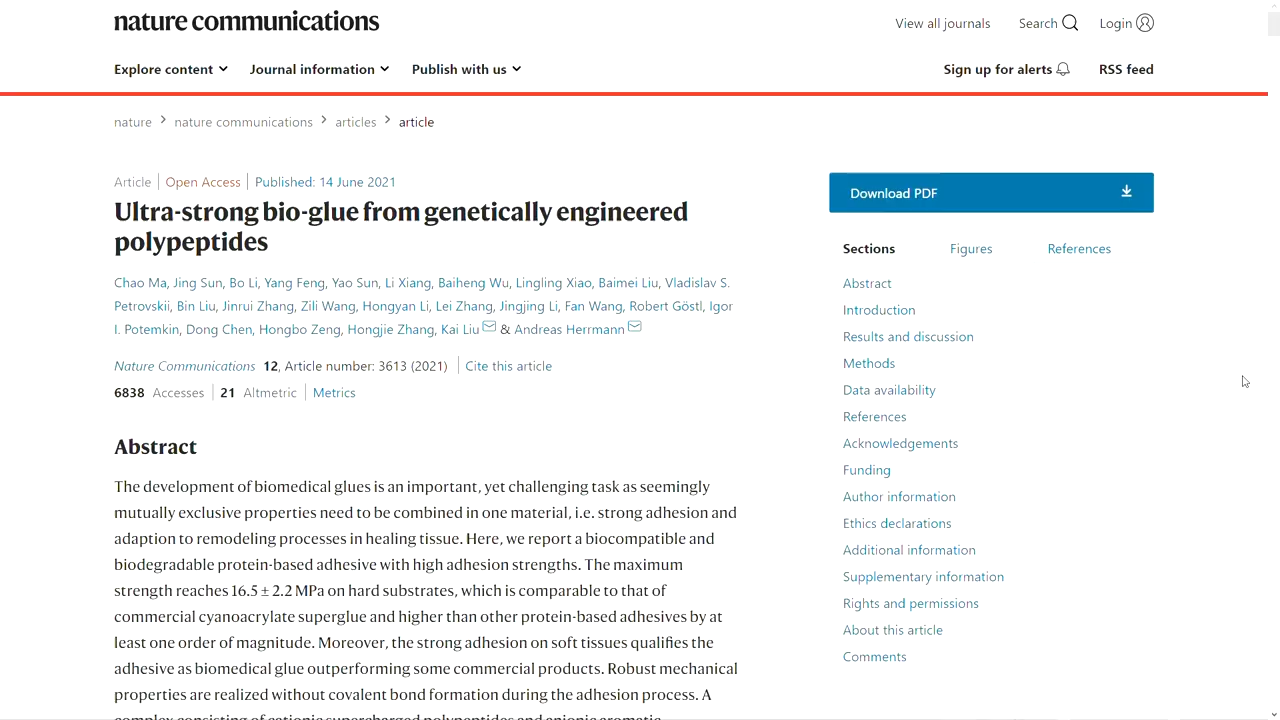 nature communications
View all journals
Search
Login
Explore content
Journal information
Publish with us
Sign up for alerts
RSS feed
nature > nature communications > articles > article
Article | Open Access | Published: 14 June 2021
Ultra-strong bio-glue from genetically engineered
polypeptides
Chao Ma, Jing Sun, Bo Li, Yang Feng, Yao Sun, Li Xiang, Baiheng Wu, Lingling Xiao, Baimei Liu, Vladislav S.
Petrovskii, Bin Liu, Jinrui Zhang, Zili Wang, Hongyan Li, Lei Zhang, Jingjing Li, Fan Wang, Robert Göstl, Igor
I. Potemkin, Dong Chen, Hongbo Zeng, Hongjie Zhang, Kai Liu & Andreas Herrmann
Nature Communications 12, Article number: 3613 (2021) | Cite this article
6838 Accesses | 21 Altmetric | Metrics
Abstract
The development of biomedical glues is an important, yet challenging task as seemingly
mutually exclusive properties need to be combined in one material, i.e. strong adhesion and
adaption to remodeling processes in healing tissue. Here, we report a biocompatible and
biodegradable protein-based adhesive with high adhesion strengths. The maximum
strength reaches 16.5 ± 2.2 MPa on hard substrates, which is comparable to that of
commercial cyanoacrylate superglue and higher than other protein-based adhesives by at
least one order of magnitude. Moreover, the strong adhesion on soft tissues qualifies the
adhesive as biomedical glue outperforming some commercial products. Robust mechanical
properties are realized without covalent bond formation during the adhesion process. A
complex consisting of cationic supercharged polypeptides and anionic aromatic
Download PDF
Sections
Figures
References
Abstract
Introduction
Results and discussion
Methods
Data availability
References
Acknowledgements
Funding
Author information
Ethics declarations
Additional information
Supplementary information
Rights and permissions
About this article
Comments